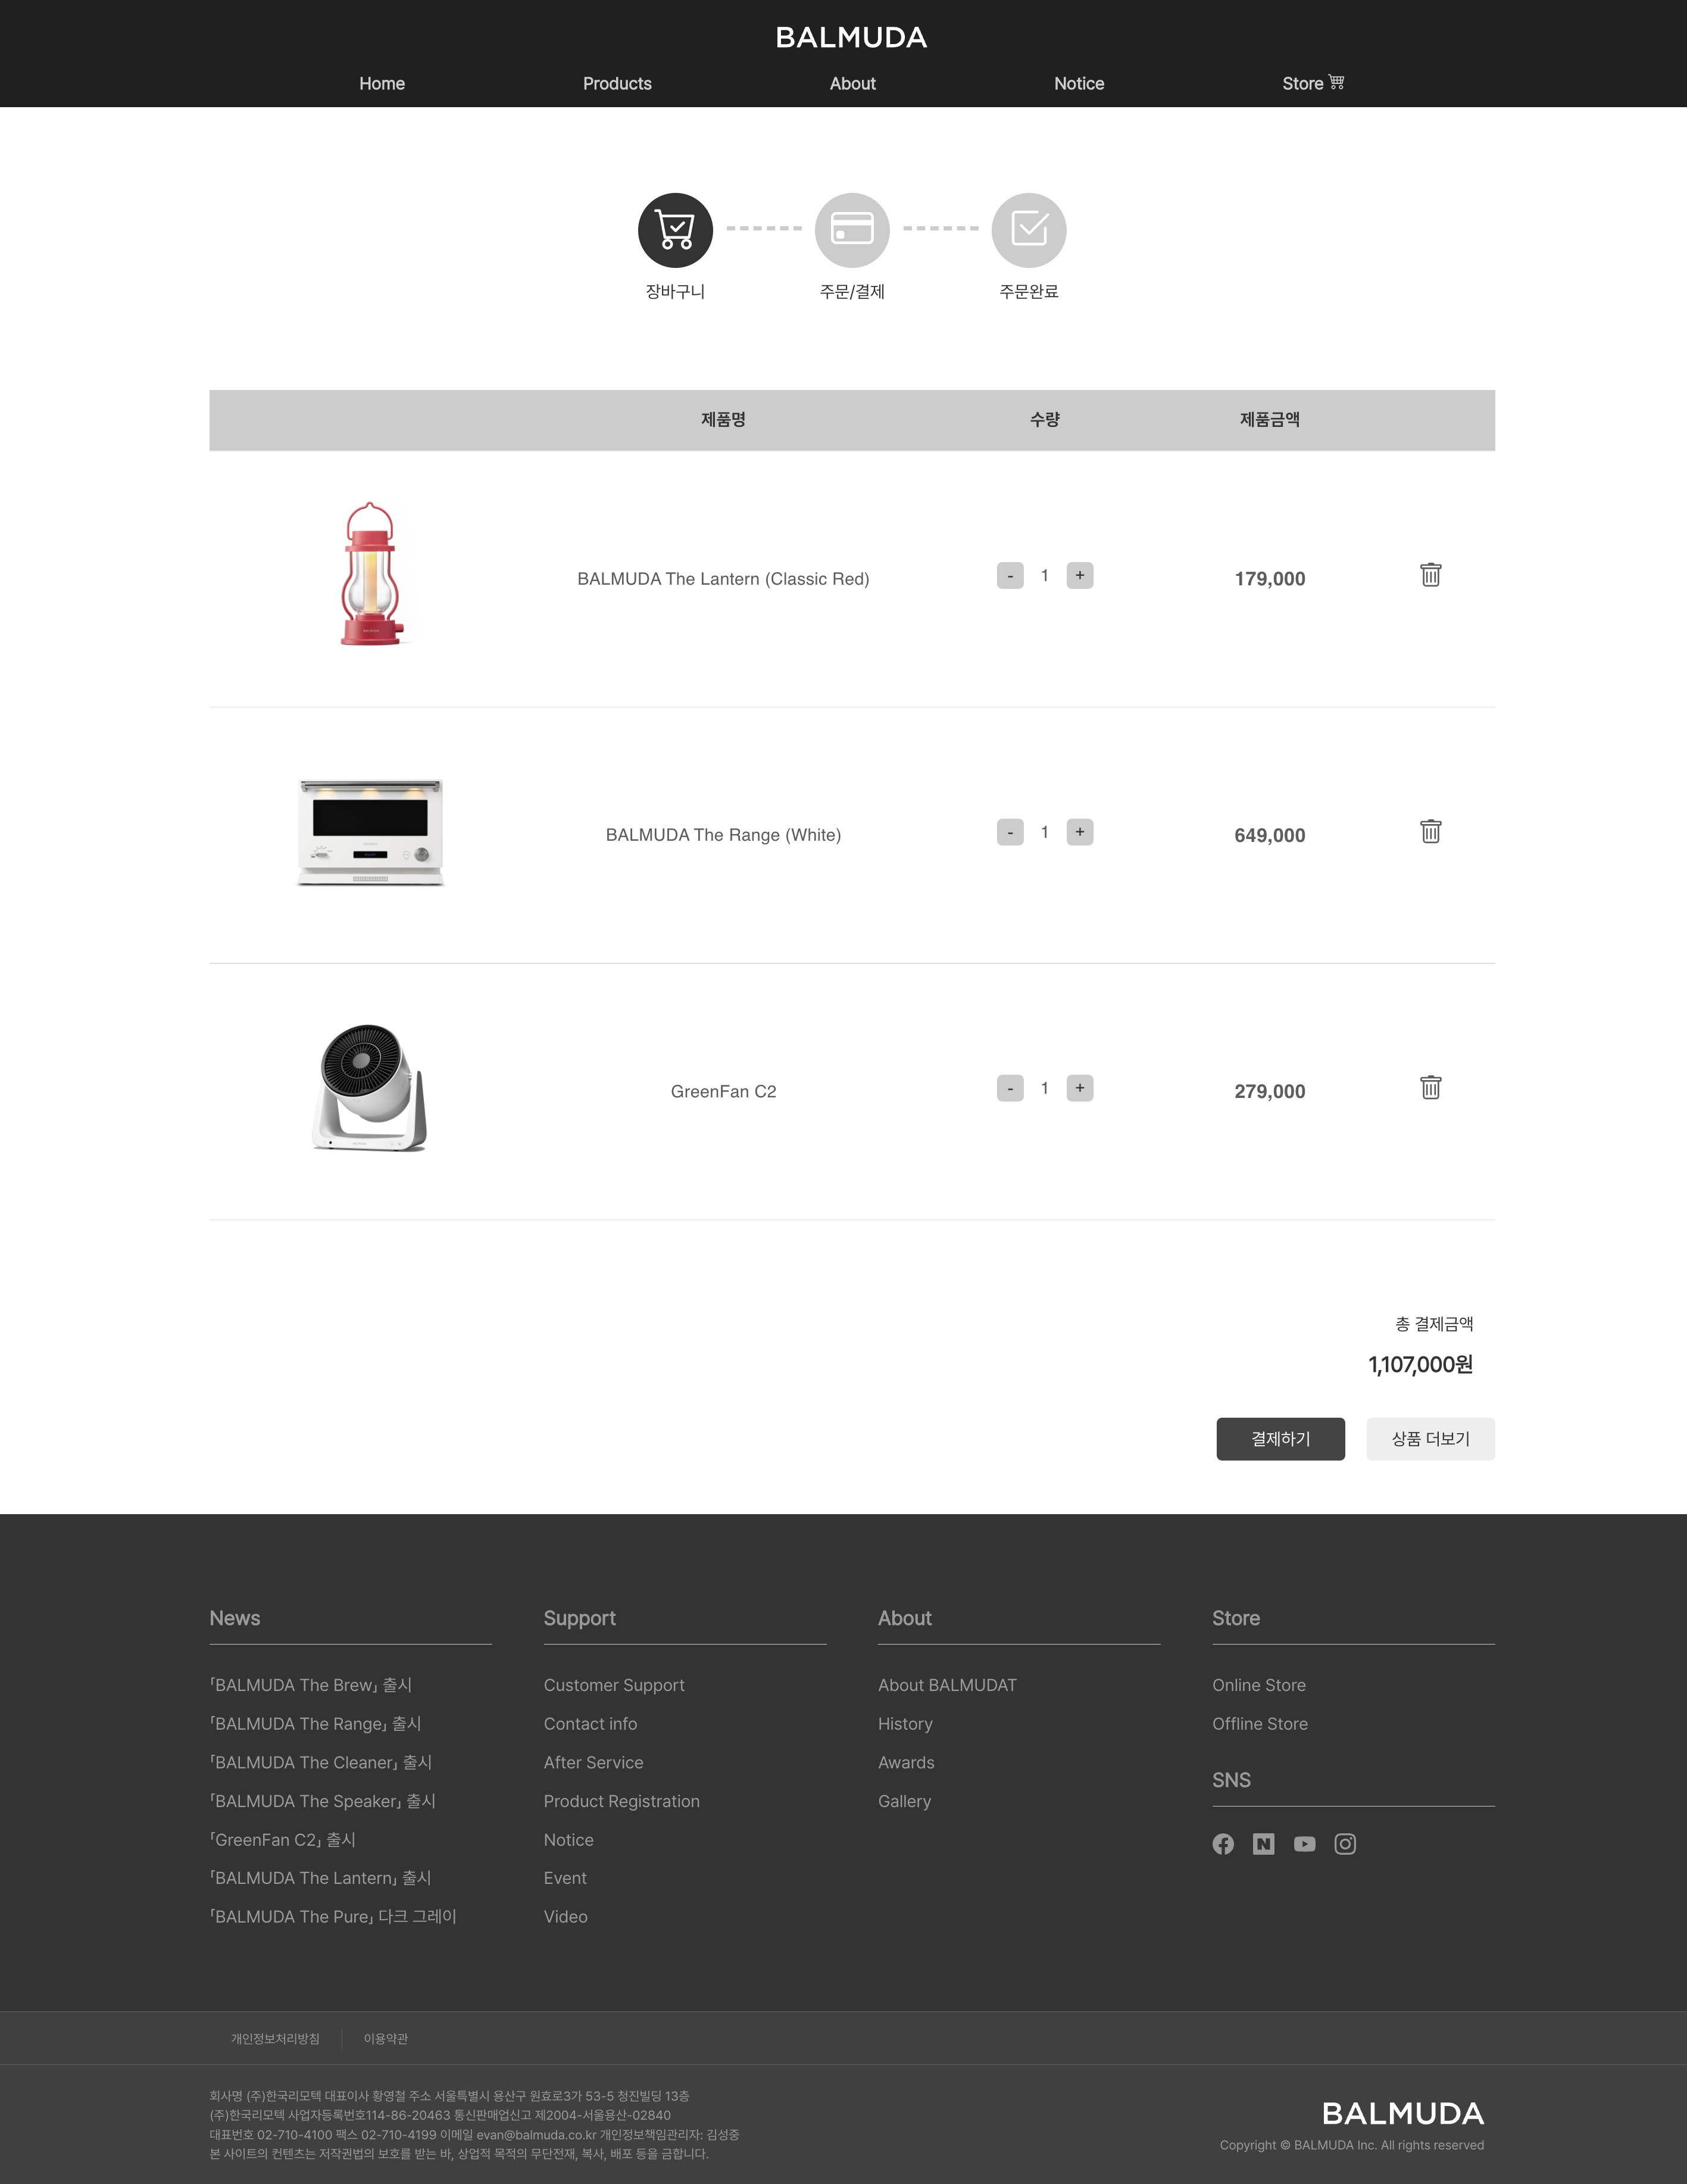 BALMUDA
Home Products About Notice Store
장바구니 주문/결제 주문완료
제품명 수량 제품금액
BALMUDA The Lantern (Classic Red) - 1 + 179,000
BALMUDA The Range (White) - 1 + 649,000
GreenFan C2 - 1 + 279,000
총 결제금액
1,107,000원
결제하기 상품 더보기
News
「BALMUDA The Brew」 출시
「BALMUDA The Range」 출시
「BALMUDA The Cleaner」 출시
「BALMUDA The Speaker」 출시
「GreenFan C2」 출시
「BALMUDA The Lantern」 출시
「BALMUDA The Pure」 다크 그레이
Support
Customer Support
Contact info
After Service
Product Registration
Notice
Event
Video
About
About BALMUDAT
History
Awards
Gallery
Store
Online Store
Offline Store
SNS
개인정보처리방침 이용약관
회사명 (주)한국리모텍 대표이사 황영철 주소 서울특별시 용산구 원효로3가 53-5 청진빌딩 13층
(주)한국리모텍 사업자등록번호114-86-20463 통신판매업신고 제2004-서울용산-02840
대표번호 02-710-4100 팩스 02-710-4199 이메일 evan@balmuda.co.kr 개인정보책임관리자: 김성중
본 사이트의 컨텐츠는 저작권법의 보호를 받는 바, 상업적 목적의 무단전재, 복사, 배포 등을 금합니다.
BALMUDA
Copyright © BALMUDA Inc. All rights reserved